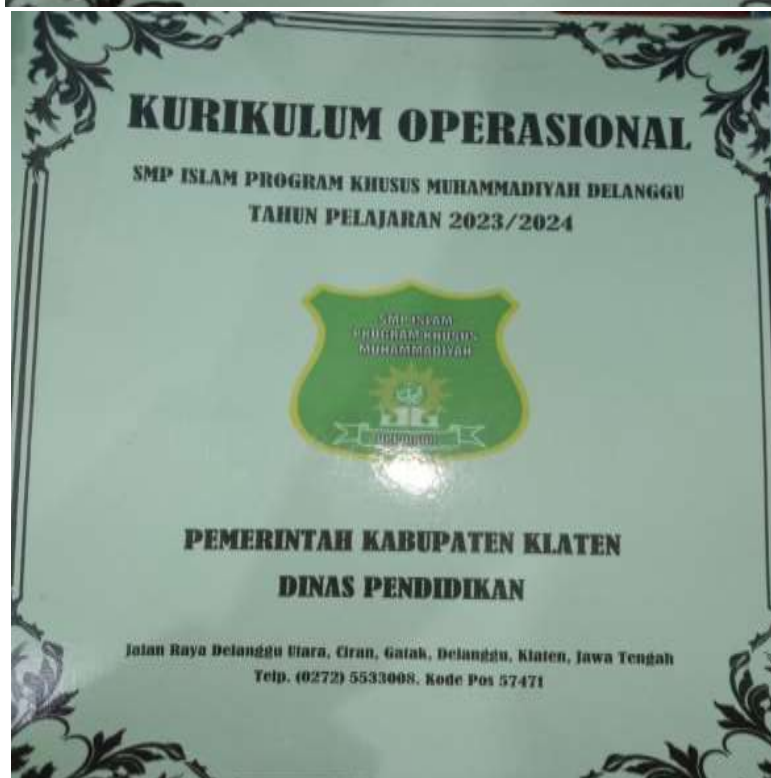 KURIKULUM OPERASIONAL
SMP ISLAM PROGRAM KHUSUS MUHAMMADIYAH DELANGGU
TAHUN PELAJARAN 2023/2024
SMP ISLAM
PROGRAM KHUSUS
MUHAMMADIYAH
PEMERINTAH KABUPATEN KLATEN
DINAS PENDIDIKAN
Jalan Raya Delanggu Utara, Ciran, Gatak, Delanggu, Klaten, Jawa Tengah
Telp. (0272) 5533008. Kode Pos 57471